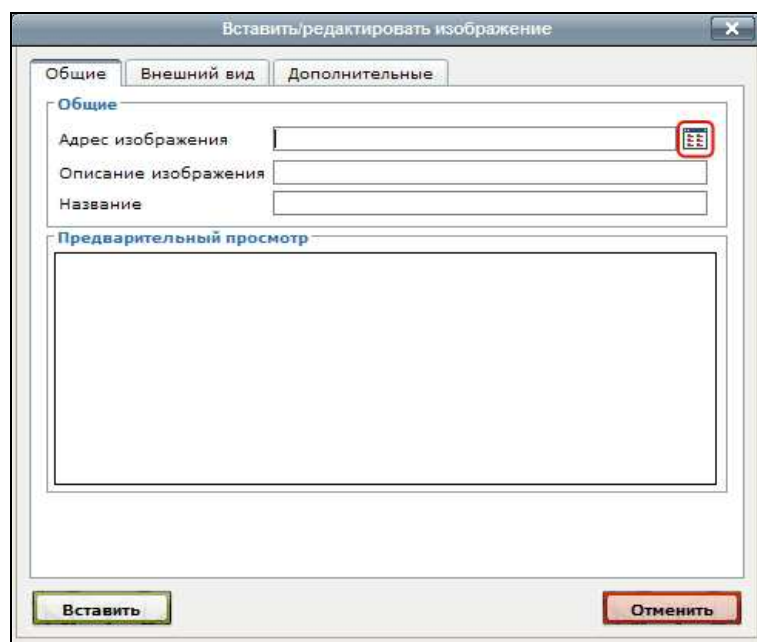 Вставить/редактировать изображение
Общие Внешний вид Дополнительные
Общие
Адрес изображения
Описание изображения
Название
Предварительный просмотр
Вставить Отменить